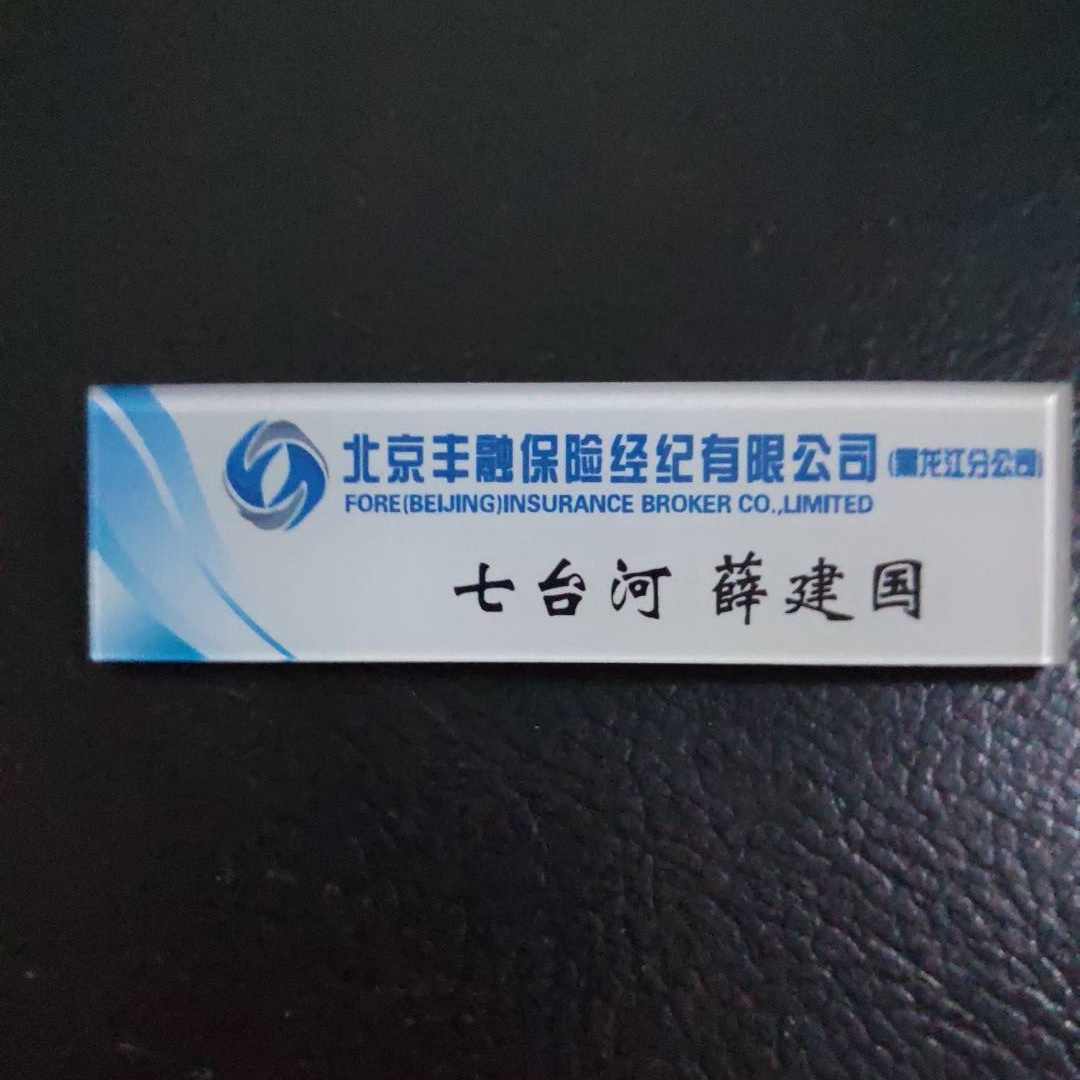 北京丰融保险经纪有限公司(黑龙江分公司)
FORE(BEIJING)INSURANCE BROKER CO.,LIMITED
七台河 薛建国